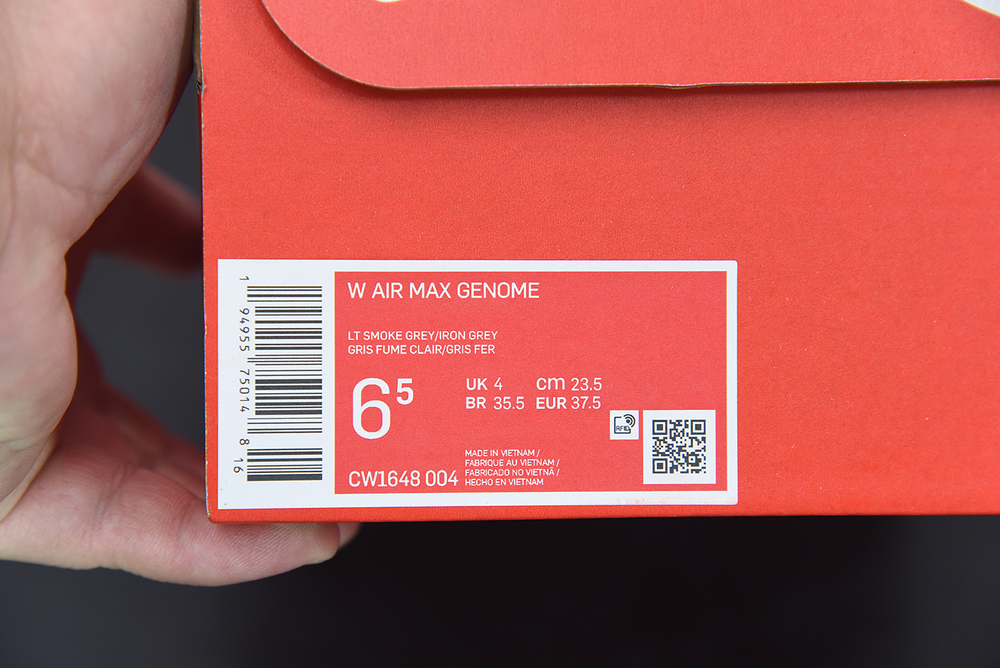 1 94955 75014 8 16
W AIR MAX GENOME
LT SMOKE GREY/IRON GREY
GRIS FUME CLAIR/GRIS FER
6⁵
UK 4 cm 23.5
BR 35.5 EUR 37.5
RFID
CW1648 004
MADE IN VIETNAM /
FABRIQUE AU VIETNAM /
FABRICADO NO VIETNÃ /
HECHO EN VIETNAM